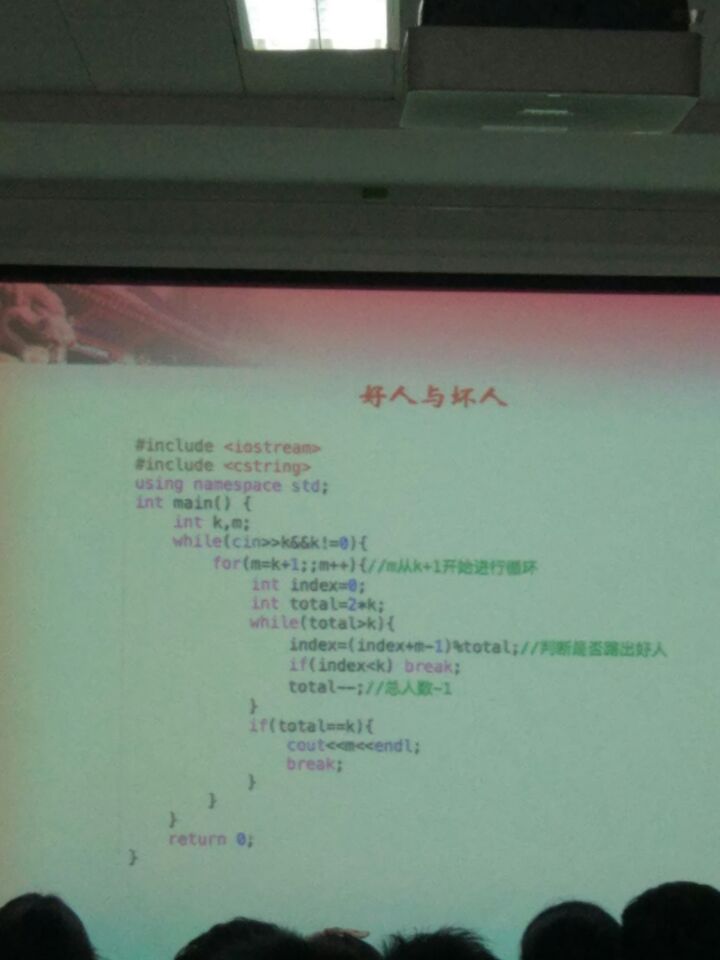 好人与坏人
#include <iostream>
#include <cstring>
using namespace std;
int main() {
int k,m;
while(cin>>k&&k!=0){
for(m=k+1;;m++){//m从k+1开始进行循环
int index=0;
int total=2*k;
while(total>k){
index=(index+m-1)%total;//判断是否踢出好人
if(index<k) break;
total--;//总人数-1
}
if(total==k){
cout<<m<<endl;
break;
}
}
}
return 0;
}